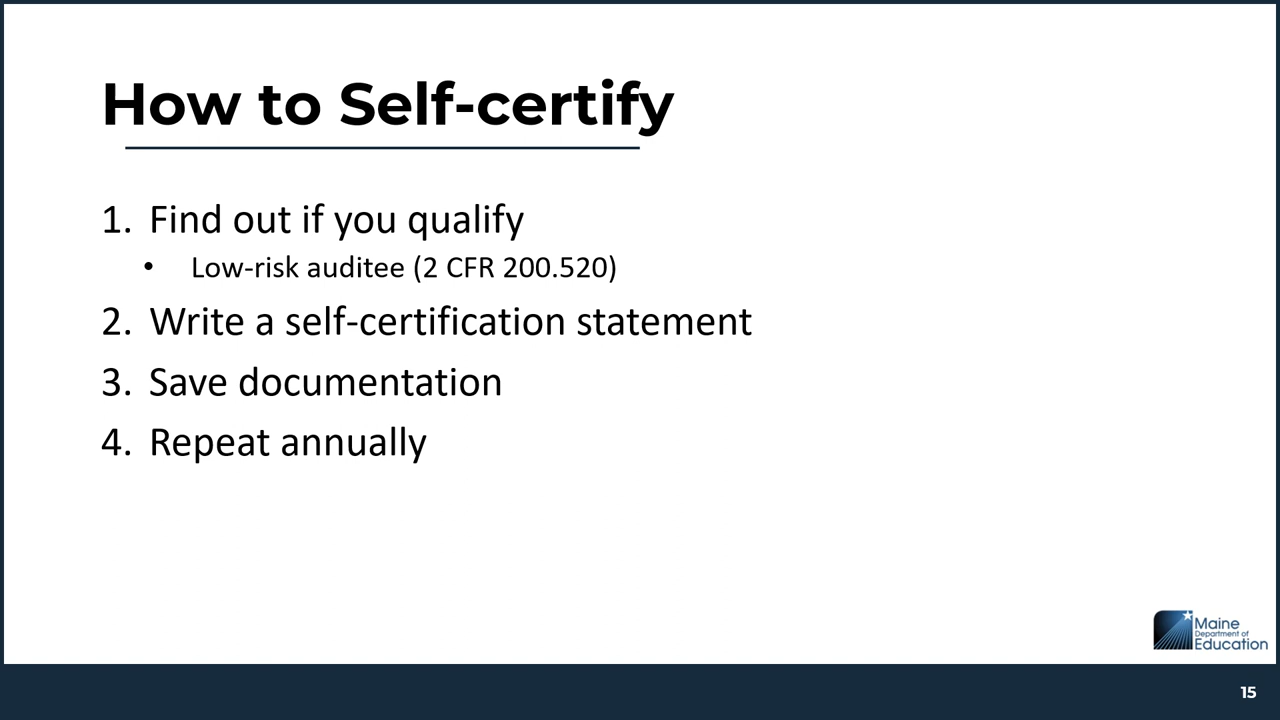 How to Self-certify
1. Find out if you qualify
• Low-risk auditee (2 CFR 200.520)
2. Write a self-certification statement
3. Save documentation
4. Repeat annually
Maine
Department of
Education
15